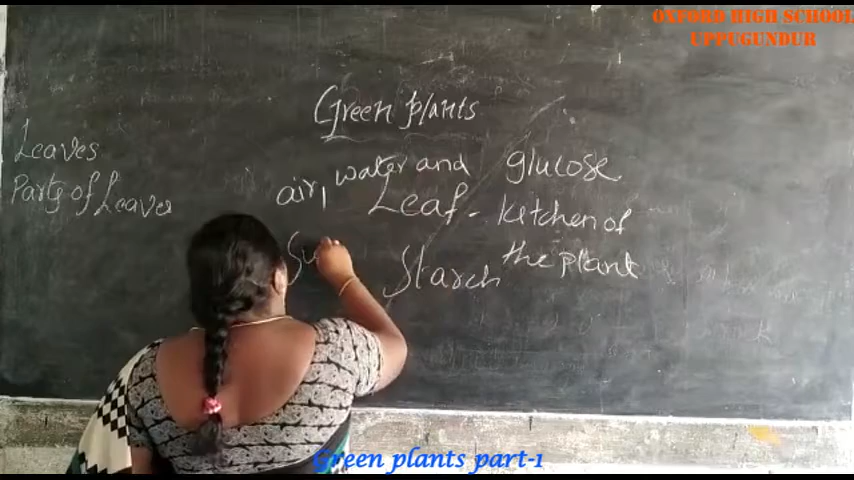 OXFORD HIGH SCHOOL
UPPUGUNDUR
Green plants
Leaves
Parts of Leaves
air, water and glucose
Leaf - kitchen of
the plant
Su
Starch
Green plants part-1